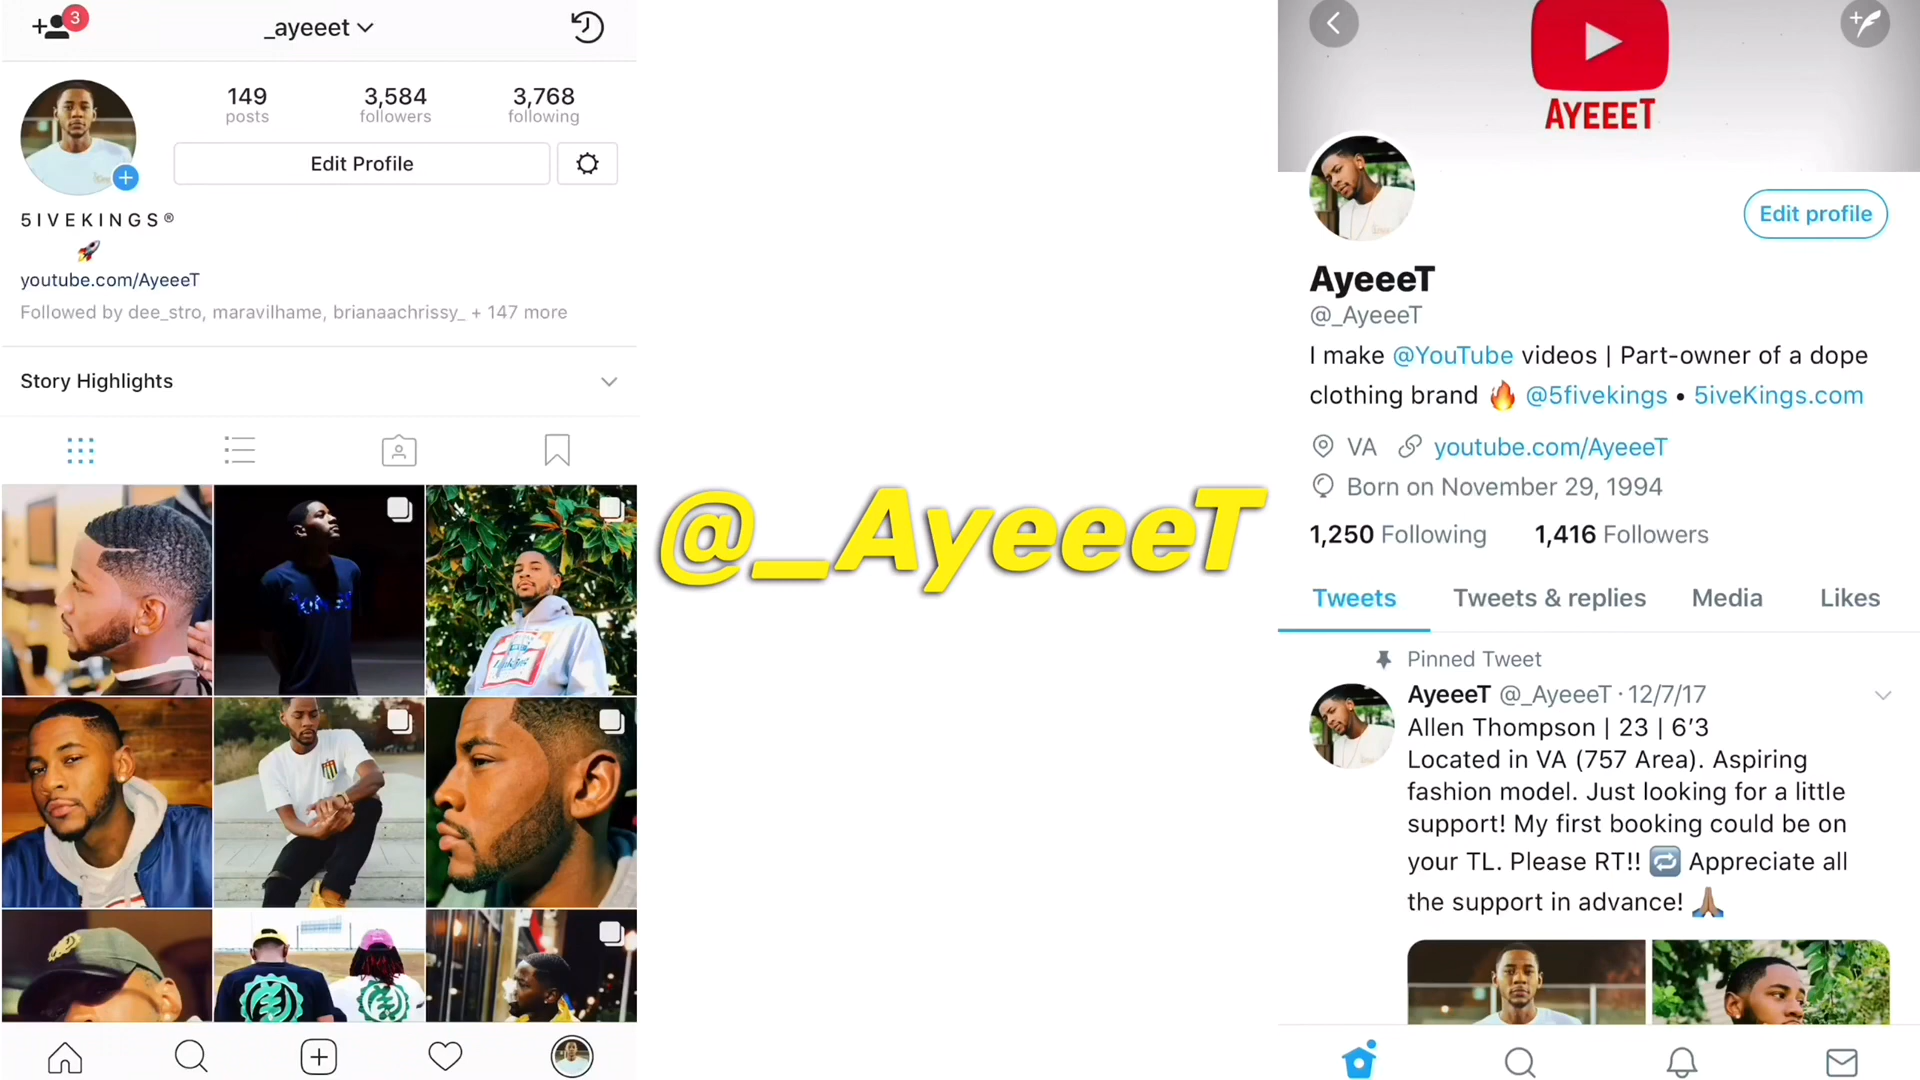 3
_ayeeet
149
posts
3,584
followers
3,768
following
Edit Profile
5IVEKINGS®
🚀
youtube.com/AyeeeT
Followed by dee_stro, maravilhame, brianaachrissy_ + 147 more
Story Highlights
@_AyeeeT
AYEEET
Edit profile
AyeeeT
@_AyeeeT
I make @YouTube videos | Part-owner of a dope
clothing brand 🔥 @5fivekings • 5iveKings.com
VA youtube.com/AyeeeT
Born on November 29, 1994
1,250 Following 1,416 Followers
Tweets Tweets & replies Media Likes
Pinned Tweet
AyeeeT @_AyeeeT · 12/7/17
Allen Thompson | 23 | 6’3
Located in VA (757 Area). Aspiring
fashion model. Just looking for a little
support! My first booking could be on
your TL. Please RT!! 🔁 Appreciate all
the support in advance! 🙏🏽